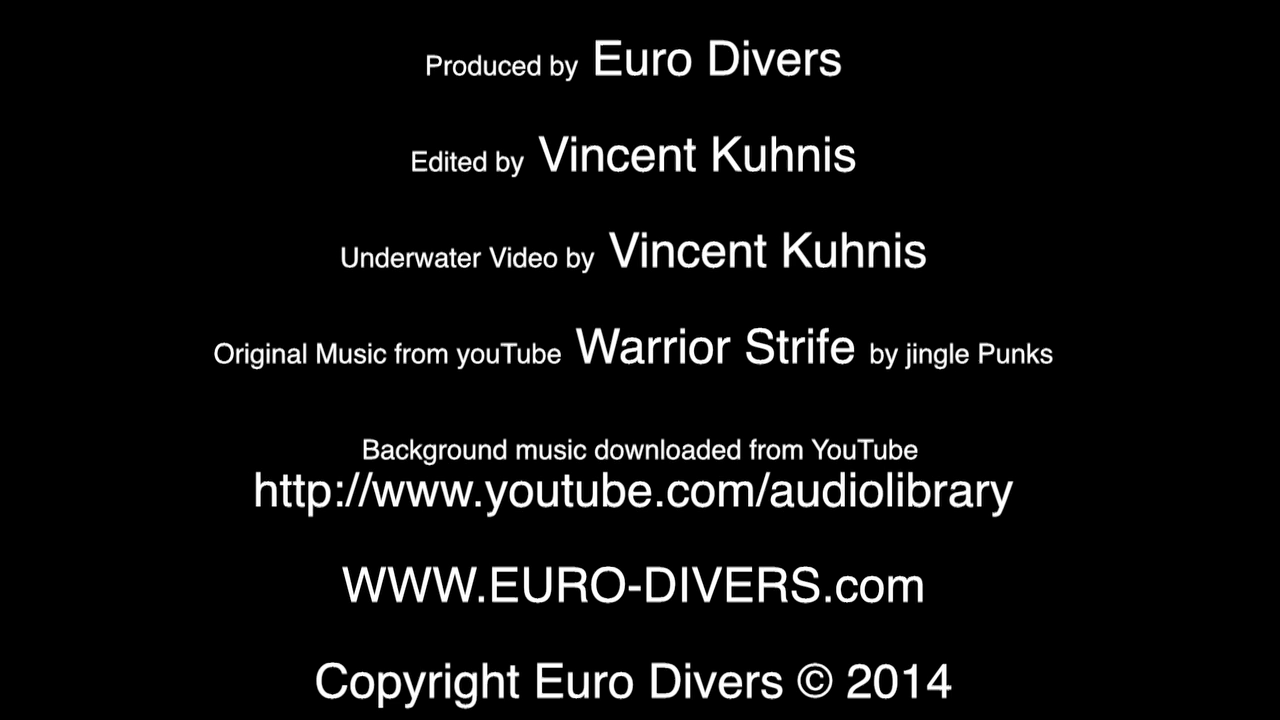 Produced by Euro Divers
Edited by Vincent Kuhnis
Underwater Video by Vincent Kuhnis
Original Music from youTube Warrior Strife by jingle Punks
Background music downloaded from YouTube
http://www.youtube.com/audiolibrary
WWW.EURO-DIVERS.com
Copyright Euro Divers © 2014